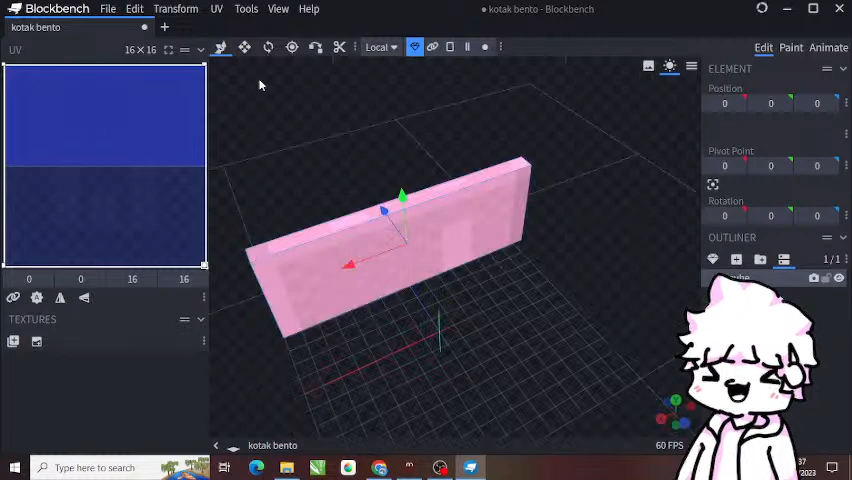 Blockbench File Edit Transform UV Tools View Help
kotak bento - Blockbench
kotak bento
UV 16×16
Local
Edit Paint Animate
ELEMENT
Position
0 0 0
Pivot Point
0 0 0
Rotation
0 0 0
OUTLINER
1/1
0 0 16 16
TEXTURES
kotak bento
60 FPS
Type here to search